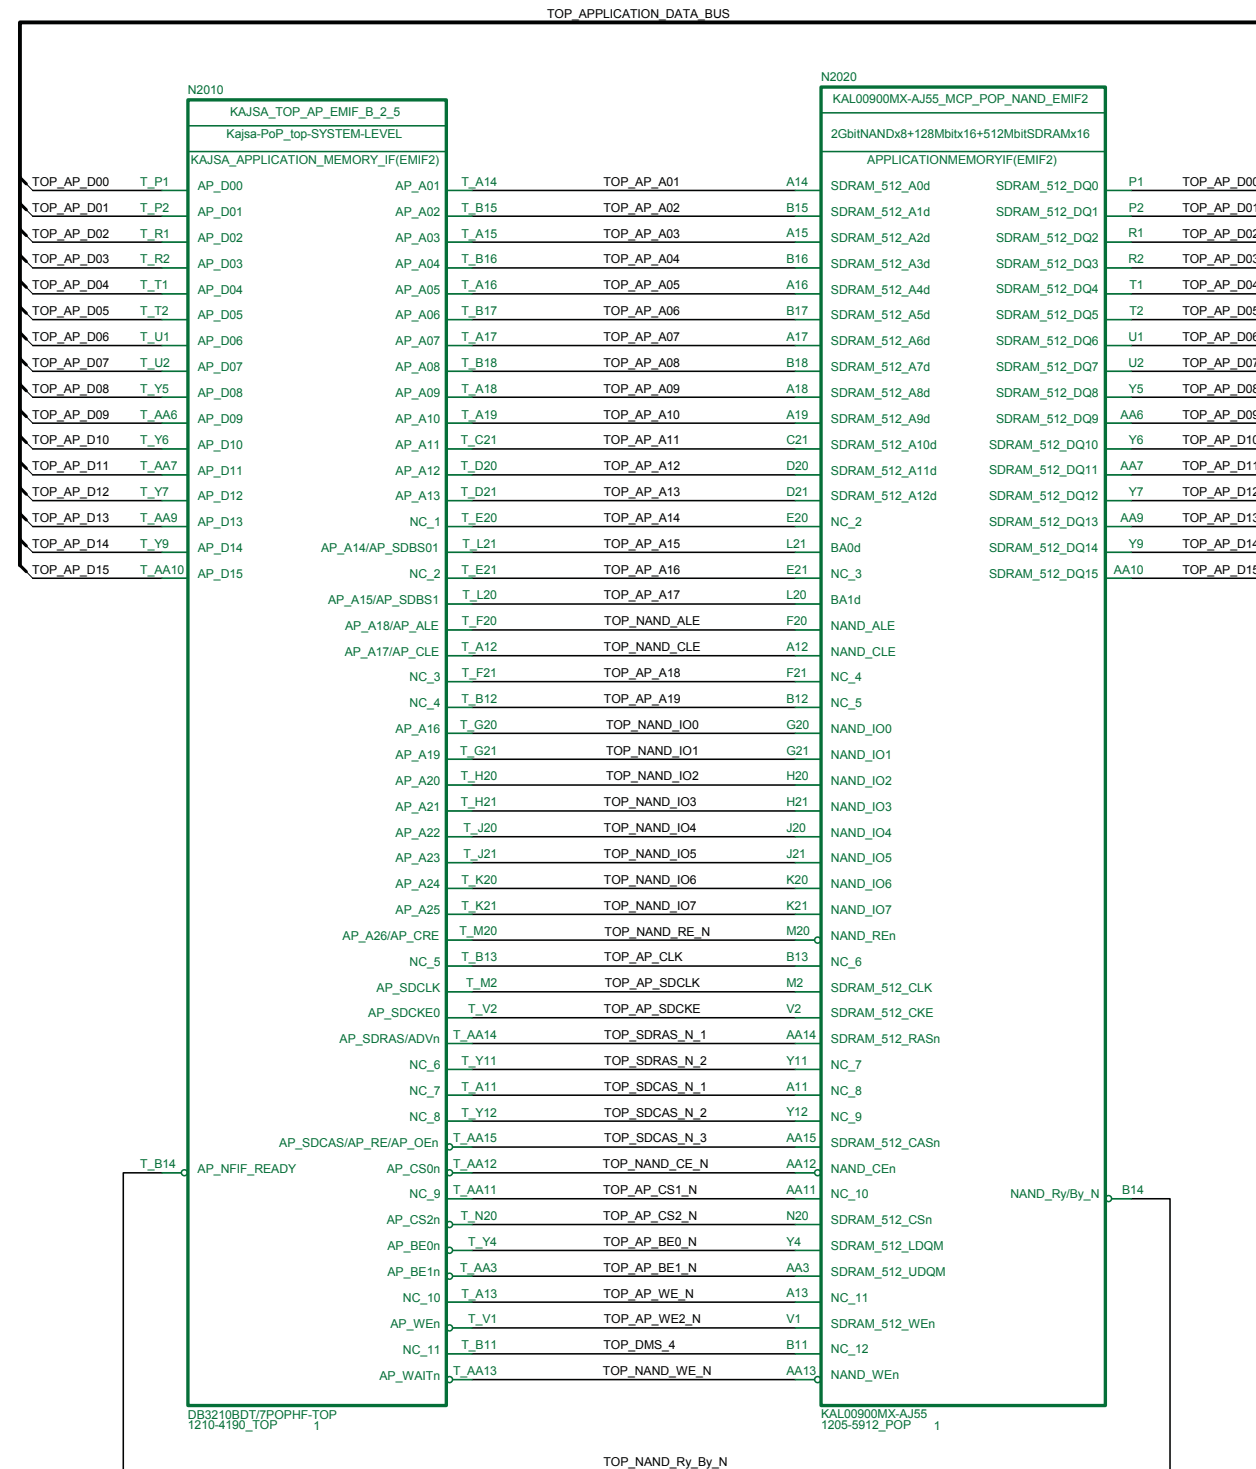 TOP_APPLICATION_DATA_BUS
N2010
N2020
KAJSA_TOP_AP_EMIF_B_2_5
KAL00900MX-AJ55_MCP_POP_NAND_EMIF2
Kajsa-PoP_top-SYSTEM-LEVEL
2GbitNANDx8+128Mbitx16+512MbitSDRAMx16
KAJSA_APPLICATION_MEMORY_IF(EMIF2)
APPLICATIONMEMORYIF(EMIF2)
TOP_AP_D00 T_P1 AP_D00 AP_A01 T_A14 TOP_AP_A01 A14 SDRAM_512_A0d SDRAM_512_DQ0 P1 TOP_AP_D00
TOP_AP_D01 T_P2 AP_D01 AP_A02 T_B15 TOP_AP_A02 B15 SDRAM_512_A1d SDRAM_512_DQ1 P2 TOP_AP_D01
TOP_AP_D02 T_R1 AP_D02 AP_A03 T_A15 TOP_AP_A03 A15 SDRAM_512_A2d SDRAM_512_DQ2 R1 TOP_AP_D02
TOP_AP_D03 T_R2 AP_D03 AP_A04 T_B16 TOP_AP_A04 B16 SDRAM_512_A3d SDRAM_512_DQ3 R2 TOP_AP_D03
TOP_AP_D04 T_T1 AP_D04 AP_A05 T_A16 TOP_AP_A05 A16 SDRAM_512_A4d SDRAM_512_DQ4 T1 TOP_AP_D04
TOP_AP_D05 T_T2 AP_D05 AP_A06 T_B17 TOP_AP_A06 B17 SDRAM_512_A5d SDRAM_512_DQ5 T2 TOP_AP_D05
TOP_AP_D06 T_U1 AP_D06 AP_A07 T_A17 TOP_AP_A07 A17 SDRAM_512_A6d SDRAM_512_DQ6 U1 TOP_AP_D06
TOP_AP_D07 T_U2 AP_D07 AP_A08 T_B18 TOP_AP_A08 B18 SDRAM_512_A7d SDRAM_512_DQ7 U2 TOP_AP_D07
TOP_AP_D08 T_Y5 AP_D08 AP_A09 T_A18 TOP_AP_A09 A18 SDRAM_512_A8d SDRAM_512_DQ8 Y5 TOP_AP_D08
TOP_AP_D09 T_AA6 AP_D09 AP_A10 T_A19 TOP_AP_A10 A19 SDRAM_512_A9d SDRAM_512_DQ9 AA6 TOP_AP_D09
TOP_AP_D10 T_Y6 AP_D10 AP_A11 T_C21 TOP_AP_A11 C21 SDRAM_512_A10d SDRAM_512_DQ10 Y6 TOP_AP_D10
TOP_AP_D11 T_AA7 AP_D11 AP_A12 T_D20 TOP_AP_A12 D20 SDRAM_512_A11d SDRAM_512_DQ11 AA7 TOP_AP_D11
TOP_AP_D12 T_Y7 AP_D12 AP_A13 T_D21 TOP_AP_A13 D21 SDRAM_512_A12d SDRAM_512_DQ12 Y7 TOP_AP_D12
TOP_AP_D13 T_AA9 AP_D13 NC_1 T_E20 TOP_AP_A14 E20 NC_2 SDRAM_512_DQ13 AA9 TOP_AP_D13
TOP_AP_D14 T_Y9 AP_D14 AP_A14/AP_SDBS01 T_L21 TOP_AP_A15 L21 BA0d SDRAM_512_DQ14 Y9 TOP_AP_D14
TOP_AP_D15 T_AA10 AP_D15 NC_2 T_E21 TOP_AP_A16 E21 NC_3 SDRAM_512_DQ15 AA10 TOP_AP_D15
AP_A15/AP_SDBS1 T_L20 TOP_AP_A17 L20 BA1d
AP_A18/AP_ALE T_F20 TOP_NAND_ALE F20 NAND_ALE
AP_A17/AP_CLE T_A12 TOP_NAND_CLE A12 NAND_CLE
NC_3 T_F21 TOP_AP_A18 F21 NC_4
NC_4 T_B12 TOP_AP_A19 B12 NC_5
AP_A16 T_G20 TOP_NAND_IO0 G20 NAND_IO0
AP_A19 T_G21 TOP_NAND_IO1 G21 NAND_IO1
AP_A20 T_H20 TOP_NAND_IO2 H20 NAND_IO2
AP_A21 T_H21 TOP_NAND_IO3 H21 NAND_IO3
AP_A22 T_J20 TOP_NAND_IO4 J20 NAND_IO4
AP_A23 T_J21 TOP_NAND_IO5 J21 NAND_IO5
AP_A24 T_K20 TOP_NAND_IO6 K20 NAND_IO6
AP_A25 T_K21 TOP_NAND_IO7 K21 NAND_IO7
AP_A26/AP_CRE T_M20 TOP_NAND_RE_N M20 NAND_REn
NC_5 T_B13 TOP_AP_CLK B13 NC_6
AP_SDCLK T_M2 TOP_AP_SDCLK M2 SDRAM_512_CLK
AP_SDCKE0 T_V2 TOP_AP_SDCKE V2 SDRAM_512_CKE
AP_SDRAS/ADVn T_AA14 TOP_SDRAS_N_1 AA14 SDRAM_512_RASn
NC_6 T_Y11 TOP_SDRAS_N_2 Y11 NC_7
NC_7 T_A11 TOP_SDCAS_N_1 A11 NC_8
NC_8 T_Y12 TOP_SDCAS_N_2 Y12 NC_9
AP_SDCAS/AP_RE/AP_OEn T_AA15 TOP_SDCAS_N_3 AA15 SDRAM_512_CASn
T_B14 AP_NFIF_READY AP_CS0n T_AA12 TOP_NAND_CE_N AA12 NAND_CEn
NC_9 T_AA11 TOP_AP_CS1_N AA11 NC_10 NAND_Ry/By_N B14
AP_CS2n T_N20 TOP_AP_CS2_N N20 SDRAM_512_CSn
AP_BE0n T_Y4 TOP_AP_BE0_N Y4 SDRAM_512_LDQM
AP_BE1n T_AA3 TOP_AP_BE1_N AA3 SDRAM_512_UDQM
NC_10 T_A13 TOP_AP_WE_N A13 NC_11
AP_WEn T_V1 TOP_AP_WE2_N V1 SDRAM_512_WEn
NC_11 T_B11 TOP_DMS_4 B11 NC_12
AP_WAITn T_AA13 TOP_NAND_WE_N AA13 NAND_WEn
DB3210BDT/7POPHF-TOP
1210-4190_TOP 1
KAL00900MX-AJ55
1205-5912_POP 1
TOP_NAND_Ry_By_N